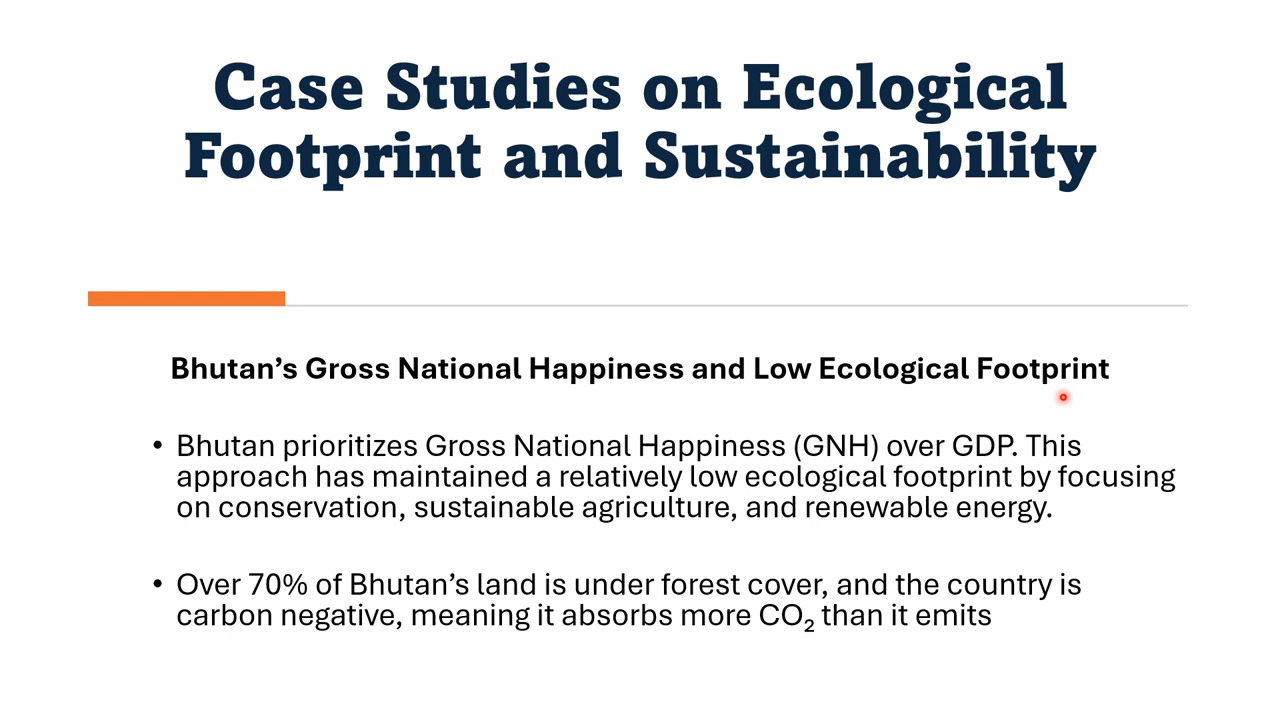 Case Studies on Ecological
Footprint and Sustainability
Bhutan’s Gross National Happiness and Low Ecological Footprint
• Bhutan prioritizes Gross National Happiness (GNH) over GDP. This
approach has maintained a relatively low ecological footprint by focusing
on conservation, sustainable agriculture, and renewable energy.
• Over 70% of Bhutan’s land is under forest cover, and the country is
carbon negative, meaning it absorbs more CO₂ than it emits